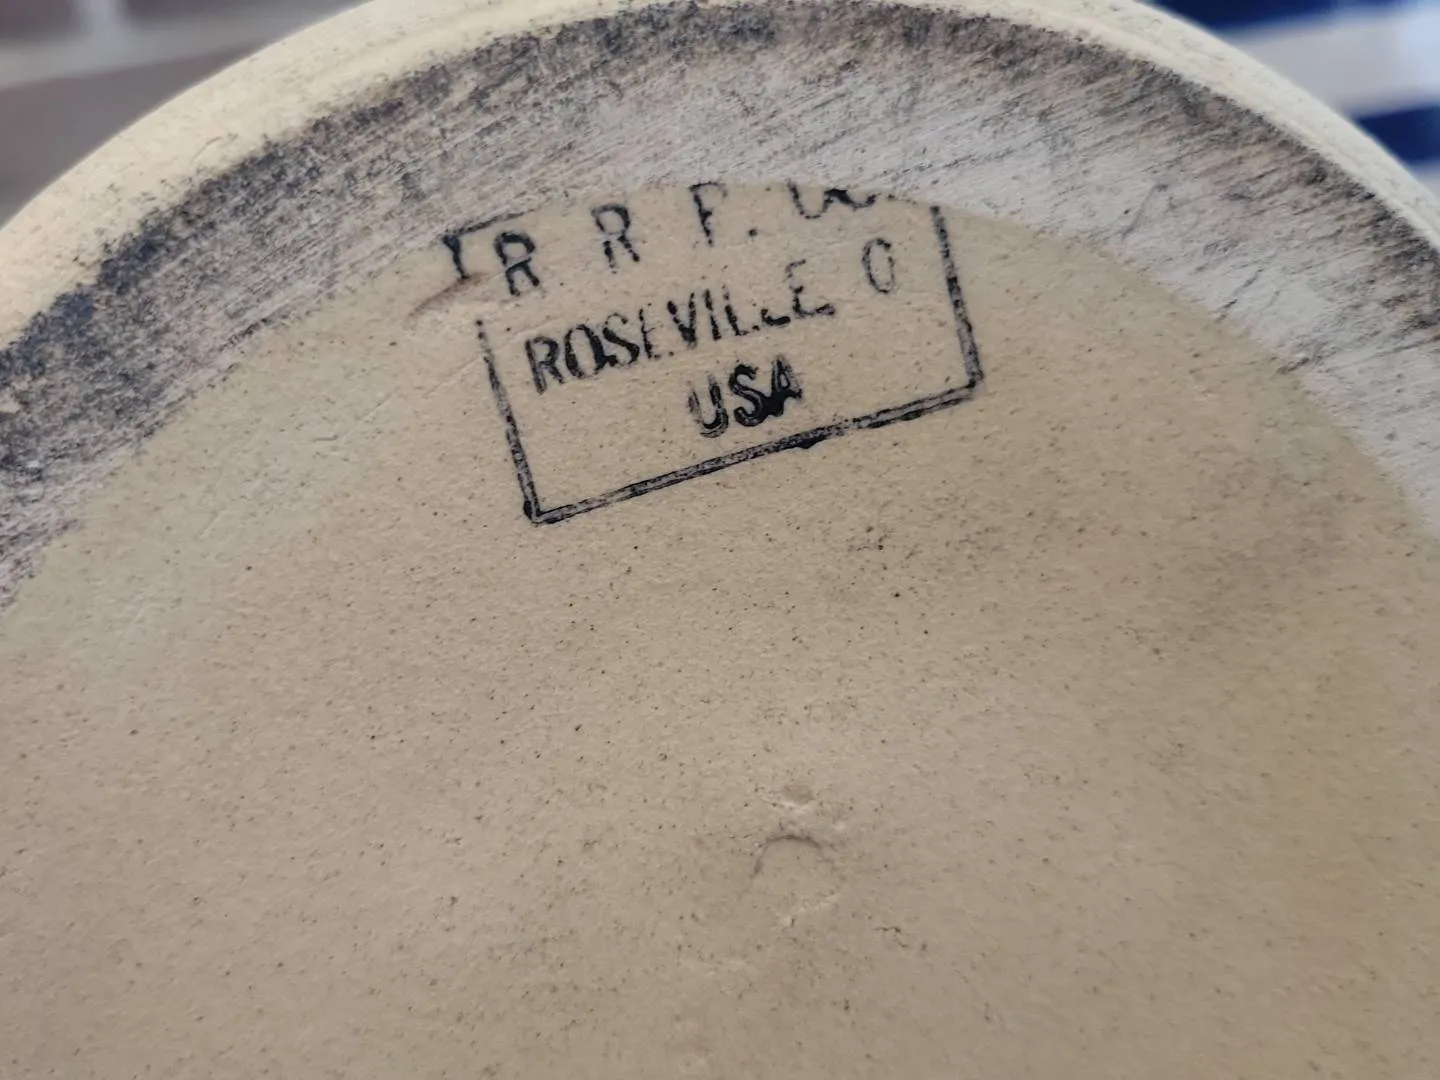 R R P. Co.
ROSEVILLE, O
USA